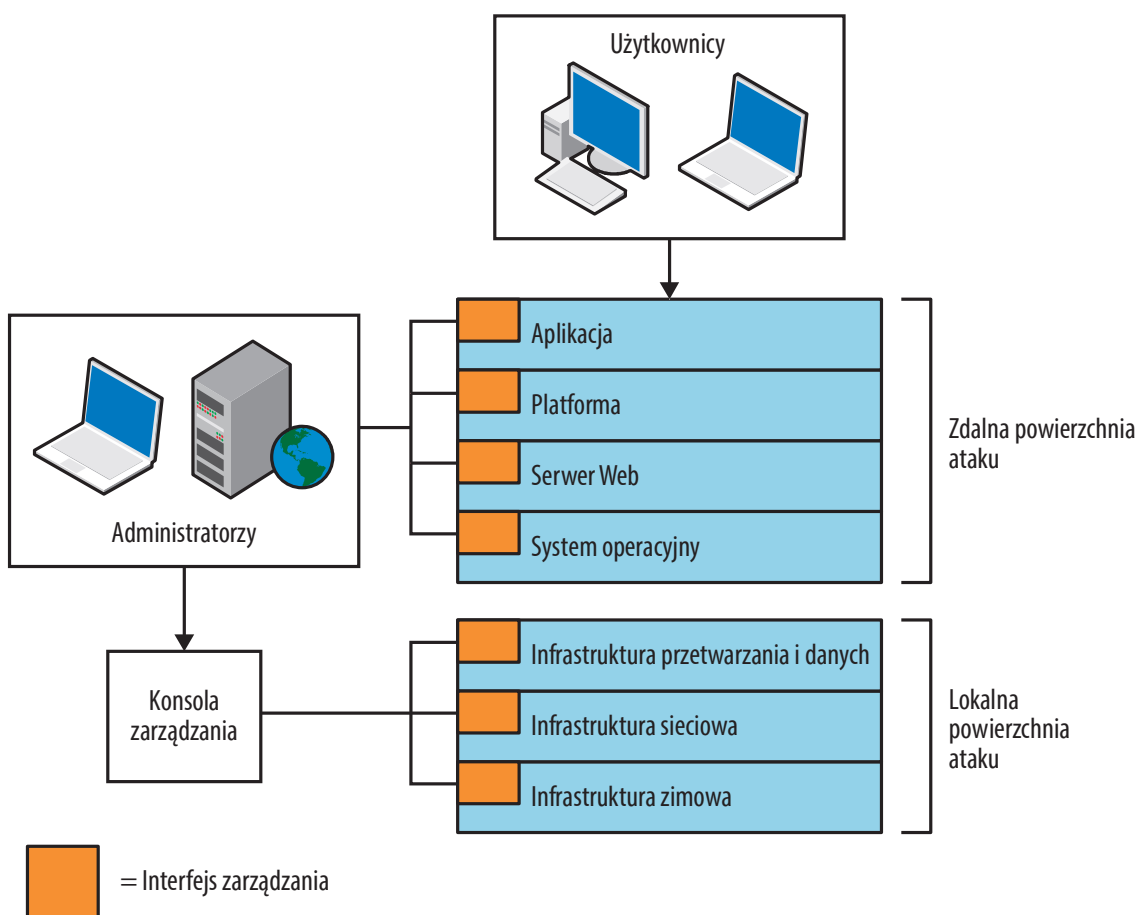 Użytkownicy
Administratorzy
Aplikacja
Platforma
Serwer Web
System operacyjny
Zdalna powierzchnia
ataku
Konsola
zarządzania
Infrastruktura przetwarzania i danych
Infrastruktura sieciowa
Infrastruktura zimowa
Lokalna
powierzchnia
ataku
= Interfejs zarządzania